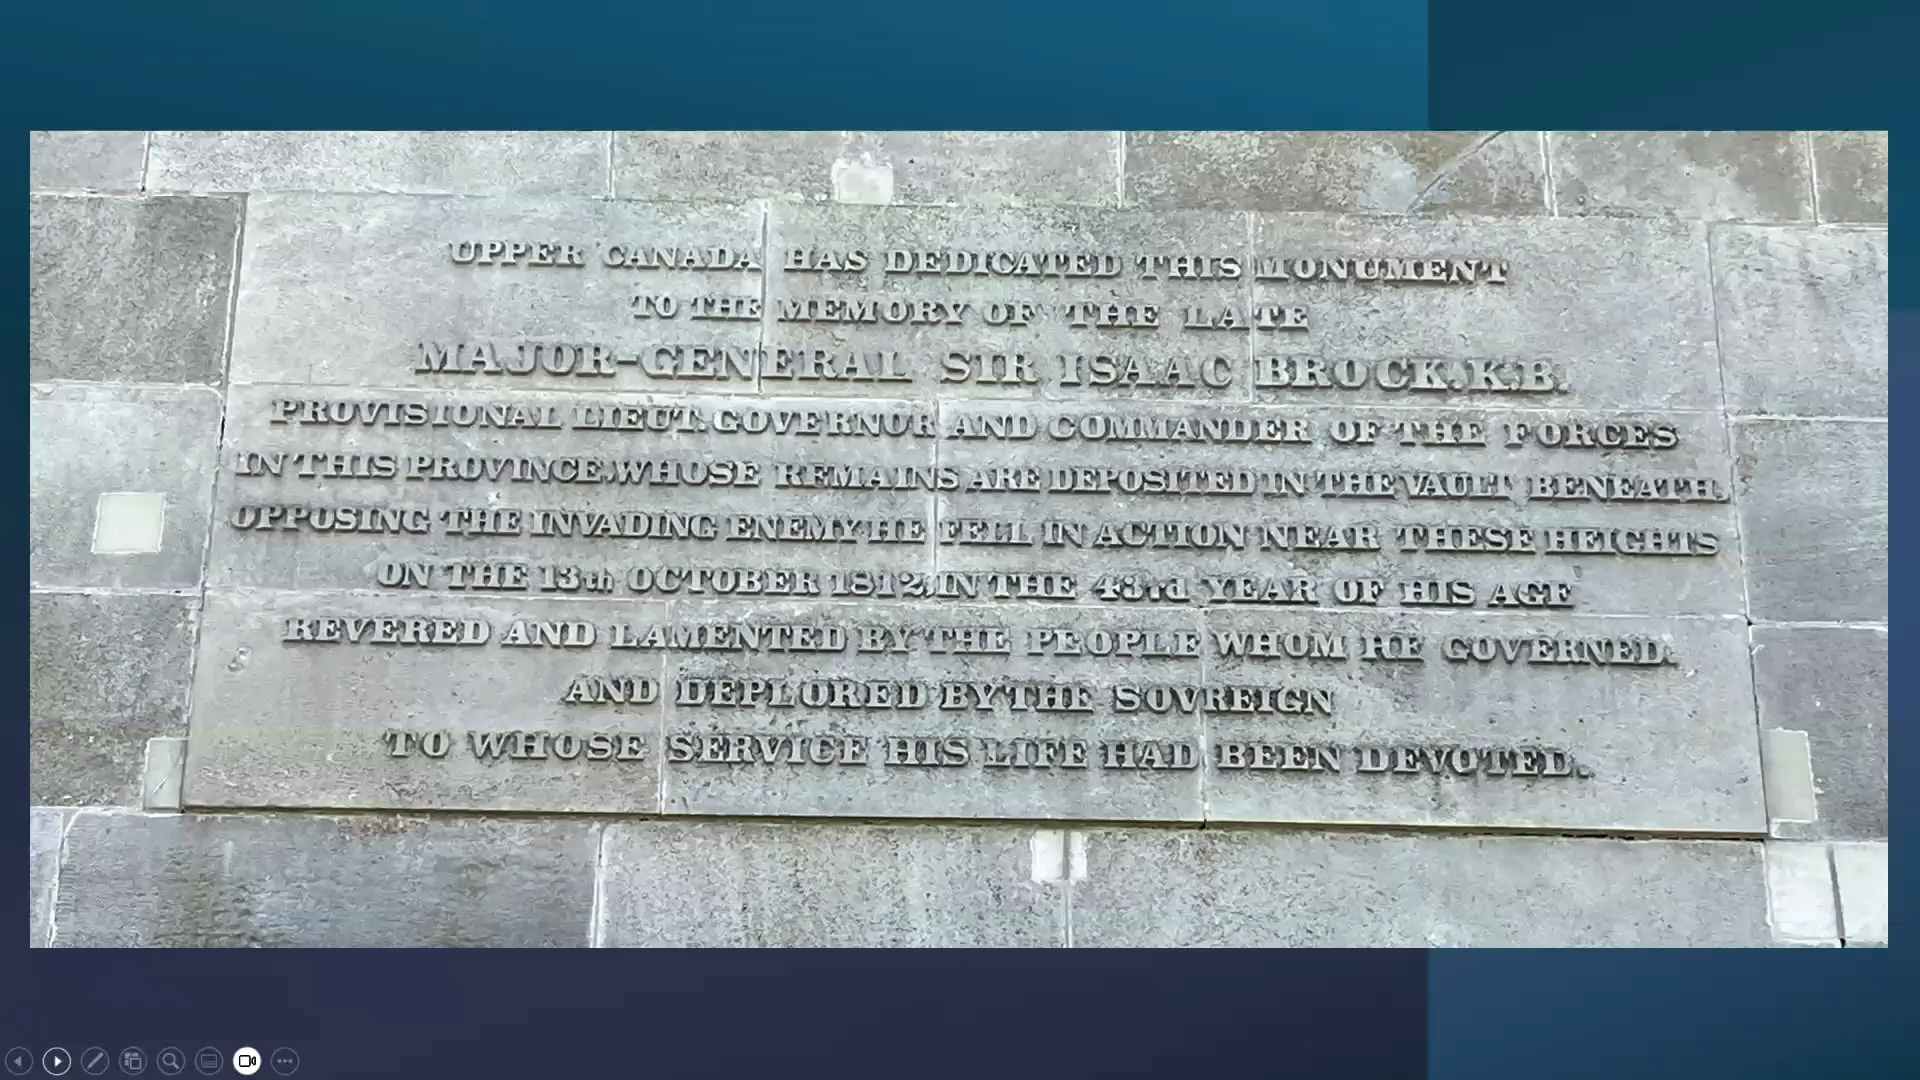 UPPER CANADA HAS DEDICATED THIS MONUMENT
TO THE MEMORY OF THE LATE
MAJOR-GENERAL SIR ISAAC BROCK. K.B.
PROVISIONAL LIEUT. GOVERNOR AND COMMANDER OF THE FORCES
IN THIS PROVINCE, WHOSE REMAINS ARE DEPOSITED IN THE VAULT BENEATH.
OPPOSING THE INVADING ENEMY HE FELL IN ACTION NEAR THESE HEIGHTS
ON THE 13th OCTOBER 1812, IN THE 43rd YEAR OF HIS AGE
REVERED AND LAMENTED BY THE PEOPLE WHOM HE GOVERNED.
AND DEPLORED BY THE SOVREIGN
TO WHOSE SERVICE HIS LIFE HAD BEEN DEVOTED.